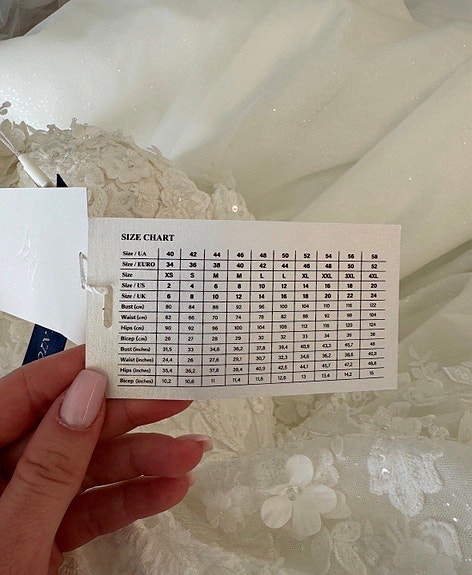 SIZE CHART
Size / UA 40 42 44 46 48 50 52 54 56 58
Size / EURO 34 36 38 40 42 44 46 48 50 52
Size XS S M M L L XL XXL 3XL 4XL
Size / US 2 4 6 8 10 12 14 16 18 20
Size / UK 6 8 10 12 14 16 18 20 22 24
Bust (cm) 80 84 88 92 96 100 104 110 116 122
Waist (cm) 62 66 70 74 78 82 88 92 98 104
Hips (cm) 90 92 96 100 104 108 112 116 120 124
Bicep (cm) 26 27 28 29 30 32 33 34 36 38
Bust (inches) 31,5 33 34,6 36,2 37,8 39,4 40,9 43,3 45,7 48
Waist (inches) 24,4 26 27,6 29,1 30,7 32,3 34,6 36,2 38,6 40,9
Hips (inches) 35,4 36,2 37,8 39,4 40,9 42,5 44,1 45,7 47,2 48,8
Bicep (inches) 10,2 10,6 11 11,4 11,8 12,6 13 13,4 14,2 15